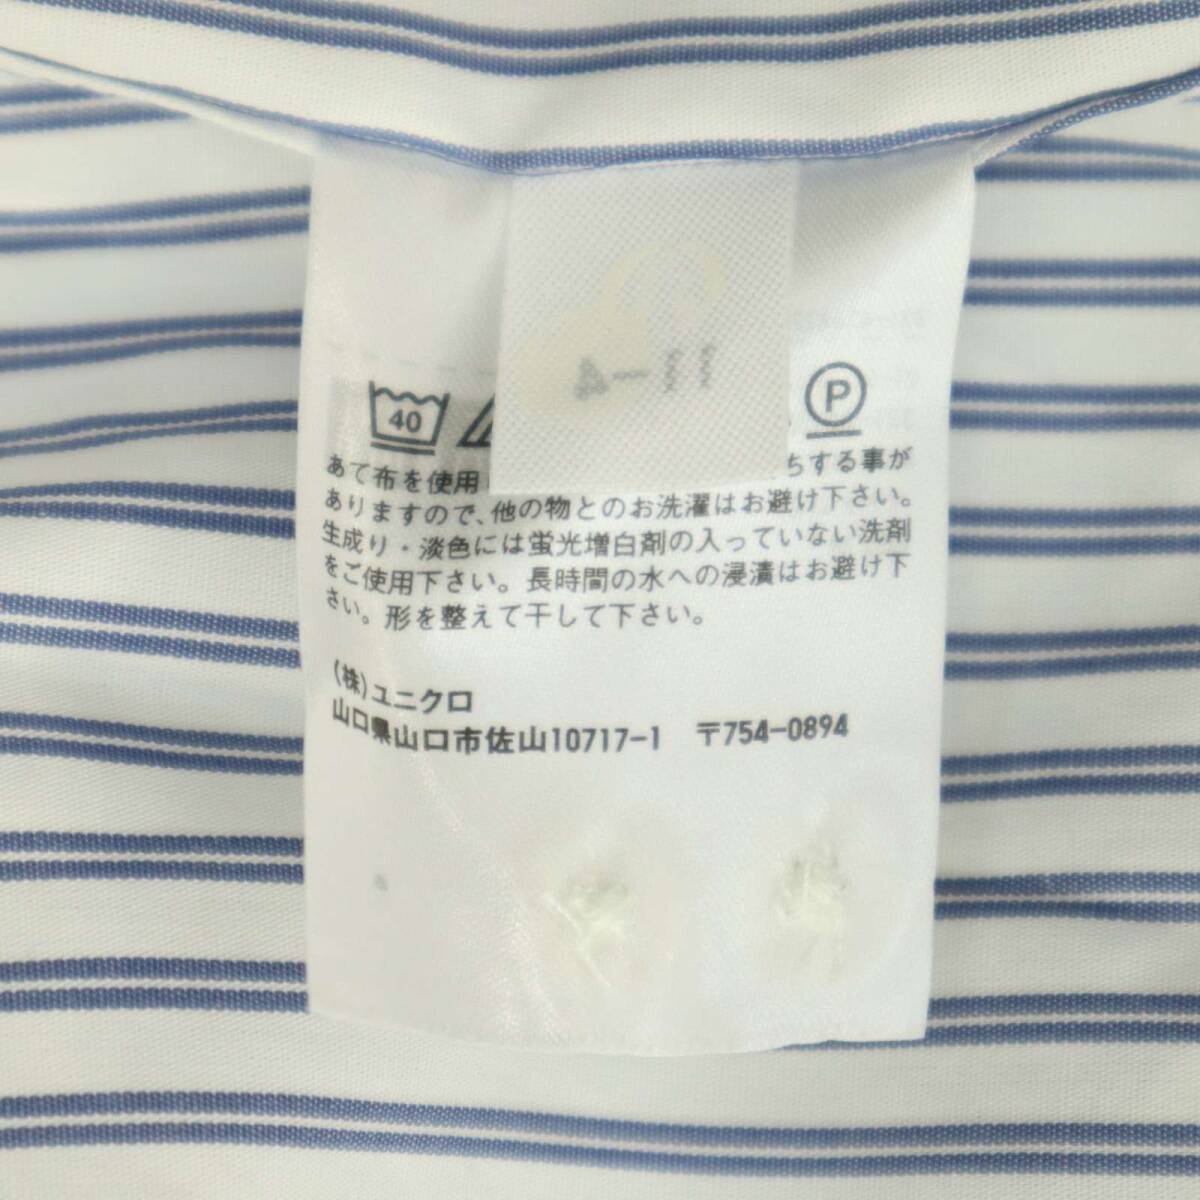 11-4
40
P
あて布を使用
ちする事が
ありますので、他の物とのお洗濯はお避け下さい。
生成り・淡色には蛍光増白剤の入っていない洗剤
をご使用下さい。長時間の水への浸漬はお避け下
さい。形を整えて干して下さい。
(株)ユニクロ
山口県山口市佐山10717-1 〒754-0894